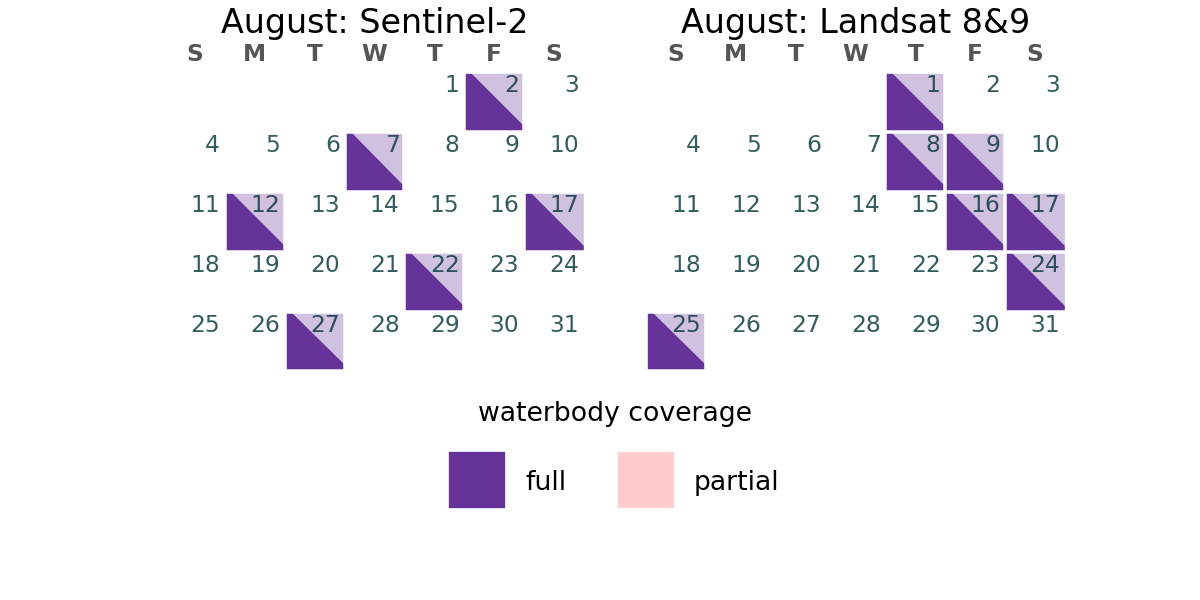 August: Sentinel-2
S M T W T F S
1 2 3
4 5 6 7 8 9 10
11 12 13 14 15 16 17
18 19 20 21 22 23 24
25 26 27 28 29 30 31
August: Landsat 8&9
S M T W T F S
1 2 3
4 5 6 7 8 9 10
11 12 13 14 15 16 17
18 19 20 21 22 23 24
25 26 27 28 29 30 31
waterbody coverage
full partial